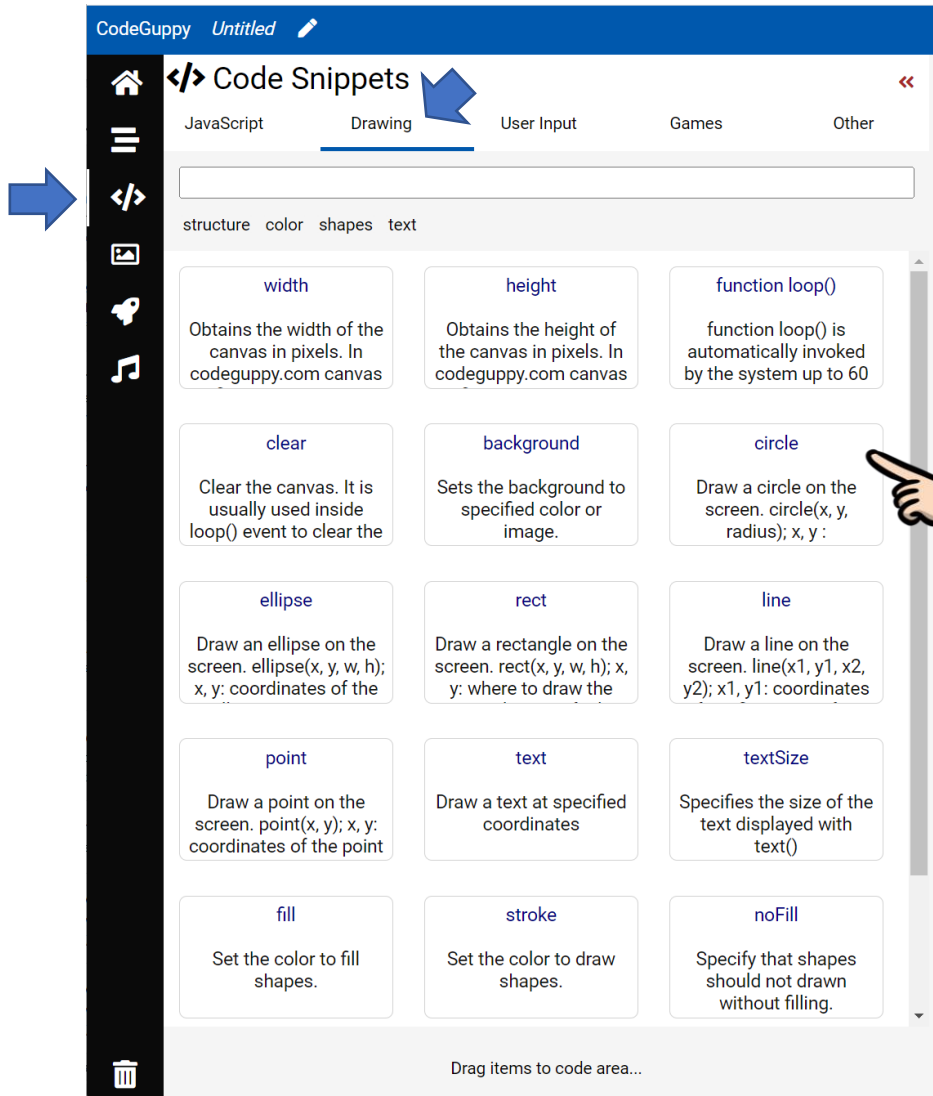 CodeGuppy Untitled
</> Code Snippets
JavaScript Drawing User Input Games Other
structure color shapes text
width
Obtains the width of the
canvas in pixels. In
codeguppy.com canvas
height
Obtains the height of
the canvas in pixels. In
codeguppy.com canvas
function loop()
function loop() is
automatically invoked
by the system up to 60
clear
Clear the canvas. It is
usually used inside
loop() event to clear the
background
Sets the background to
specified color or
image.
circle
Draw a circle on the
screen. circle(x, y,
radius); x, y :
ellipse
Draw an ellipse on the
screen. ellipse(x, y, w, h);
x, y: coordinates of the
rect
Draw a rectangle on the
screen. rect(x, y, w, h); x,
y: where to draw the
line
Draw a line on the
screen. line(x1, y1, x2,
y2); x1, y1: coordinates
point
Draw a point on the
screen. point(x, y); x, y:
coordinates of the point
text
Draw a text at specified
coordinates
textSize
Specifies the size of the
text displayed with
text()
fill
Set the color to fill
shapes.
stroke
Set the color to draw
shapes.
noFill
Specify that shapes
should not drawn
without filling.
Drag items to code area...